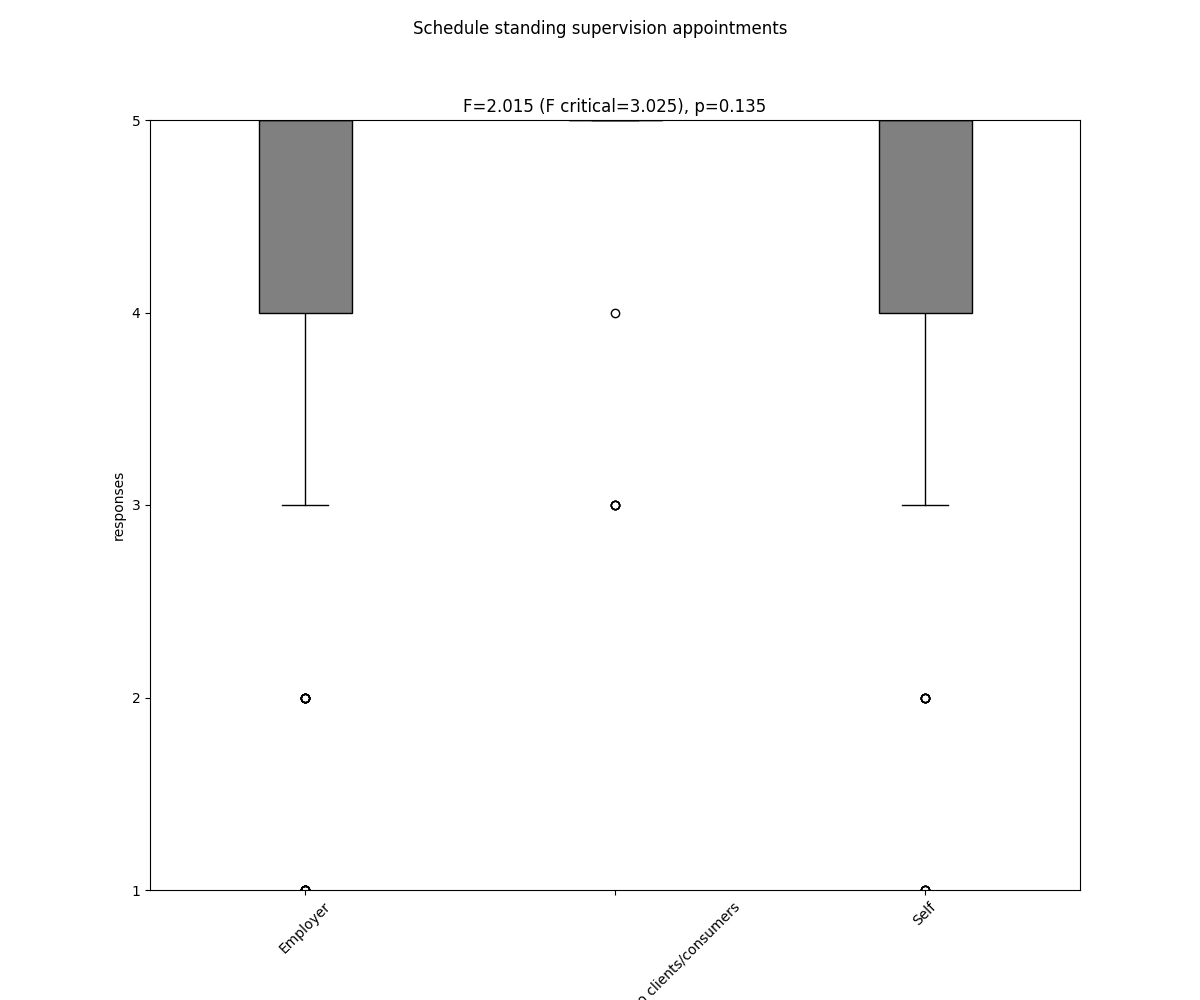 Schedule standing supervision appointments
F=2.015 (F critical=3.025), p=0.135
5
4
3
2
1
responses
Employer
clients/consumers
Self